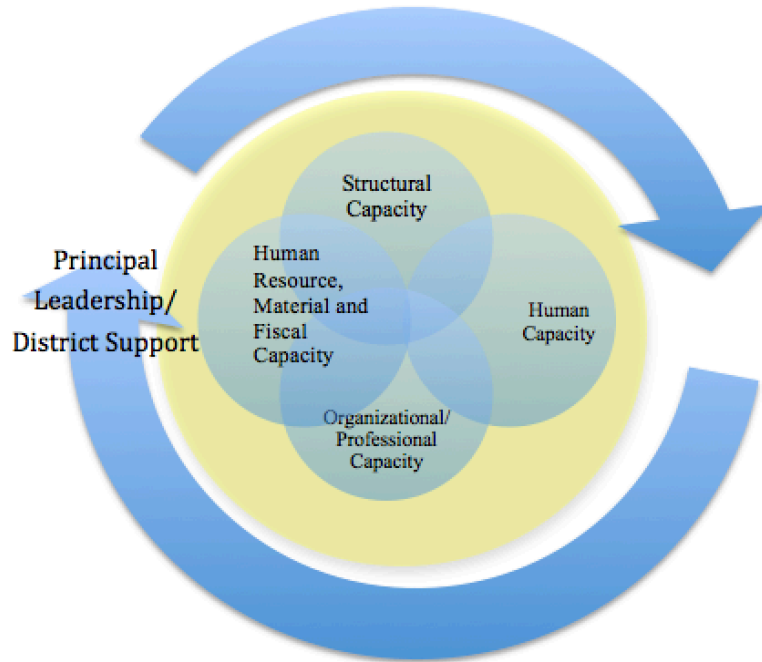 Structural
Capacity
Principal
Leadership/
District Support
Human
Resource,
Material and
Fiscal
Capacity
Human
Capacity
Organizational/
Professional
Capacity